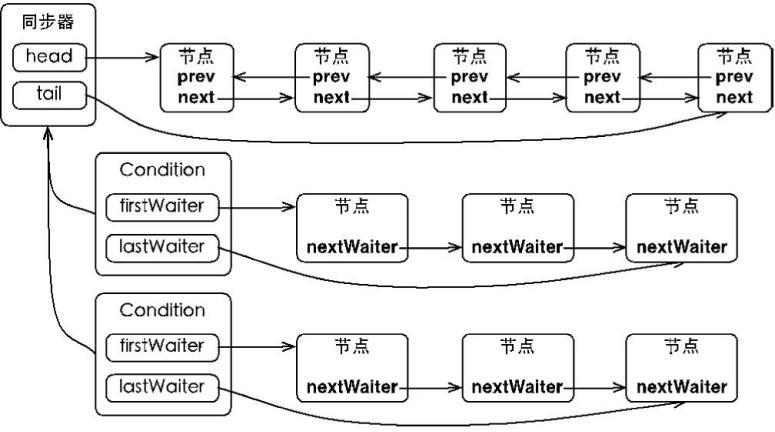 同步器
head
tail
节点 节点 节点 节点 节点
prev prev prev prev prev
next next next next next
Condition
firstWaiter
lastWaiter
节点 节点 节点
nextWaiter nextWaiter nextWaiter
Condition
firstWaiter
lastWaiter
节点 节点 节点
nextWaiter nextWaiter nextWaiter